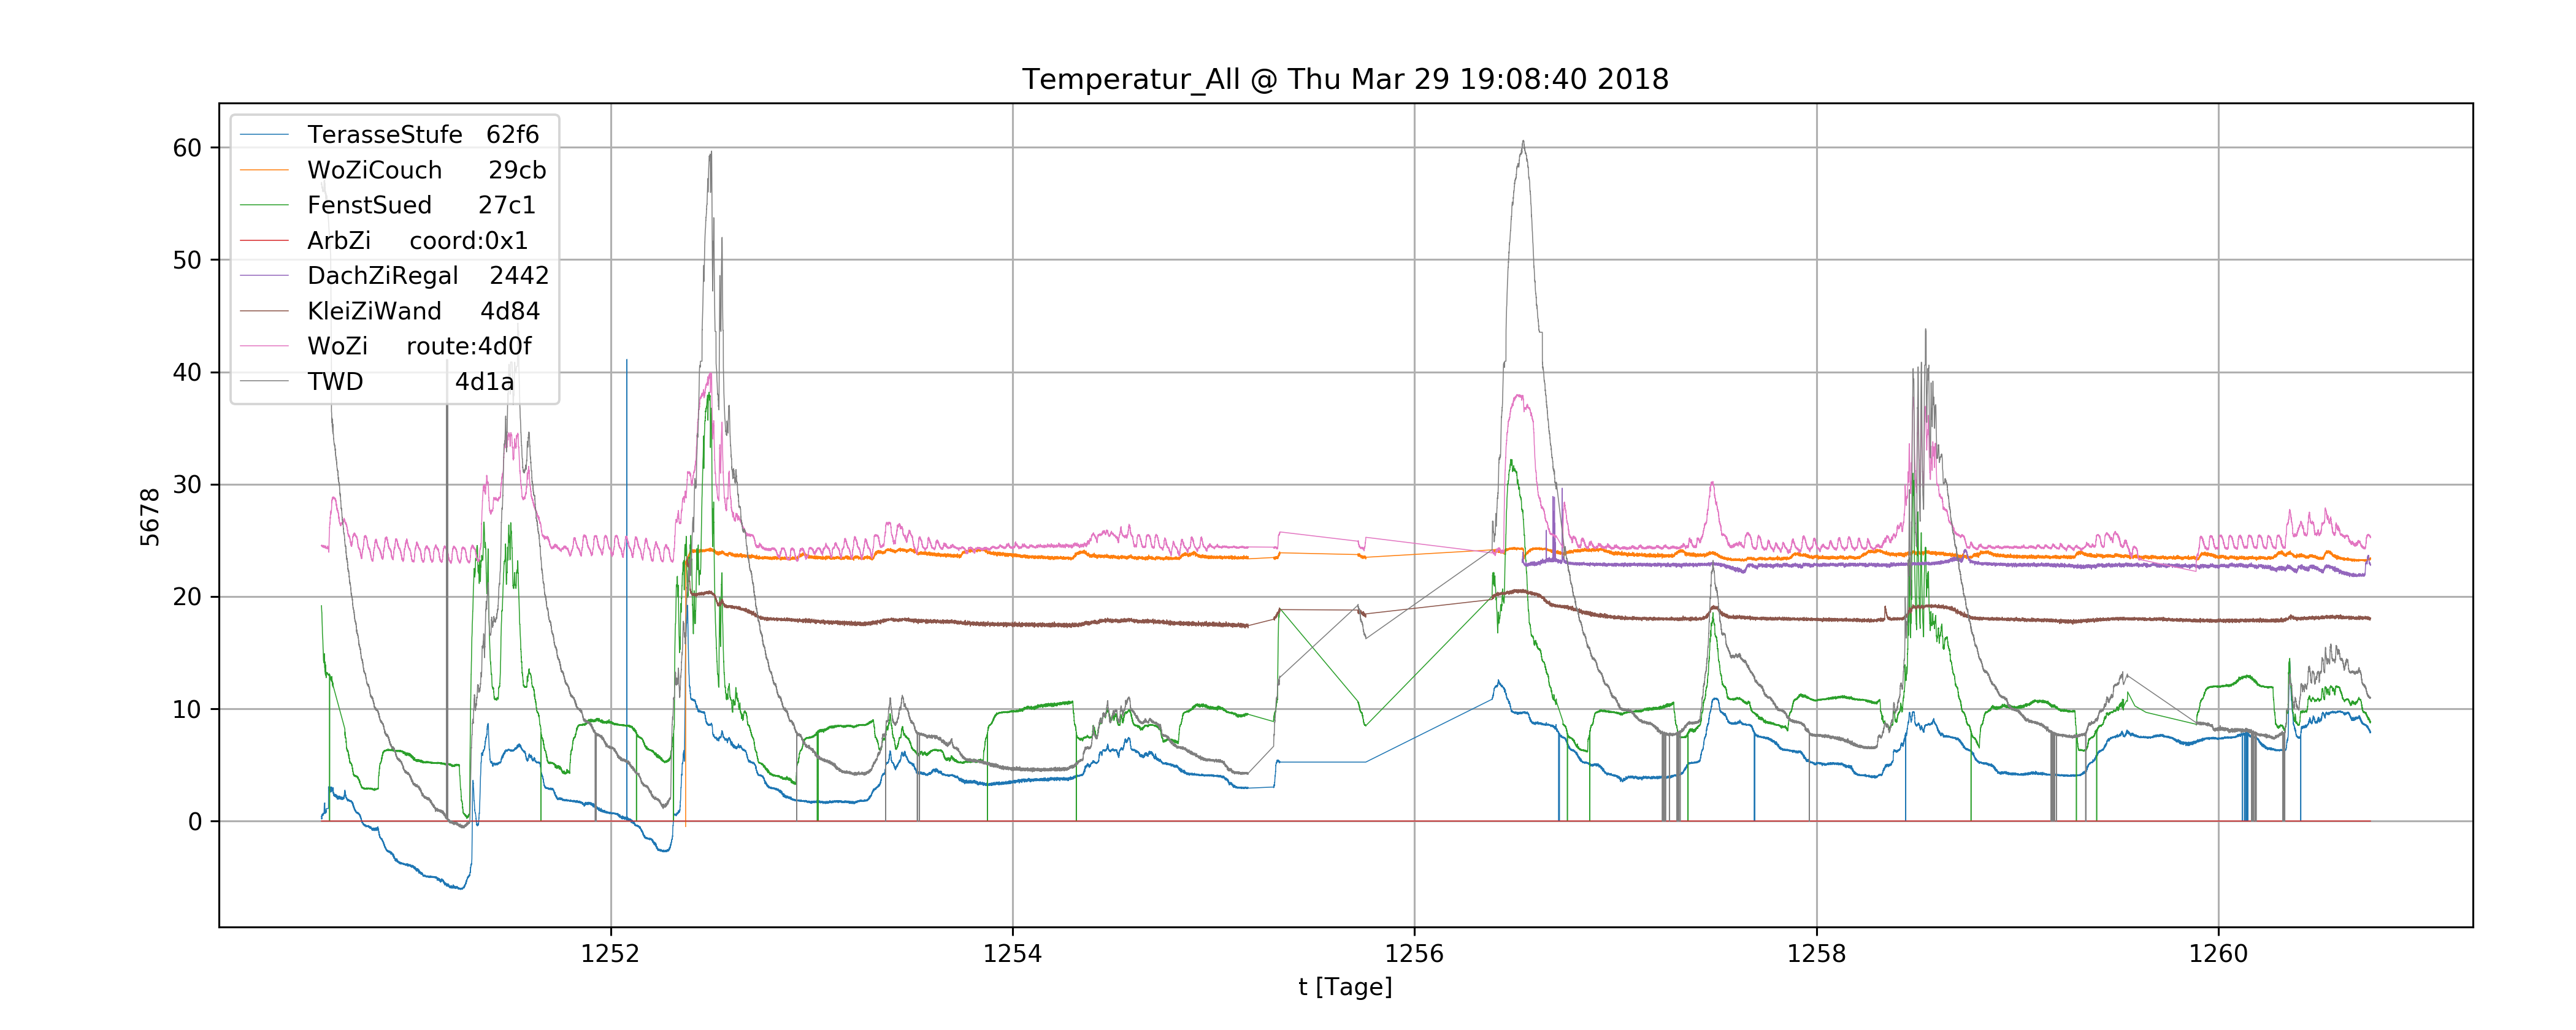 Temperatur_All @ Thu Mar 29 19:08:40 2018
60
50
40
30
20
10
0
5678
TerasseStufe 62f6
WoZiCouch 29cb
FenstSued 27c1
ArbZi coord:0x1
DachZiRegal 2442
KleiZiWand 4d84
WoZi route:4d0f
TWD 4d1a
1252
1254
1256
1258
1260
t [Tage]